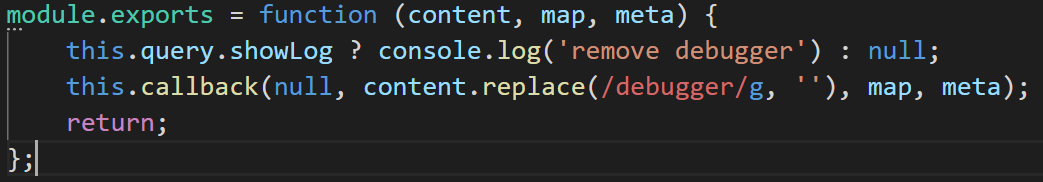 module.exports = function (content, map, meta) {
    this.query.showLog ? console.log('remove debugger') : null;
    this.callback(null, content.replace(/debugger/g, ''), map, meta);
    return;
};